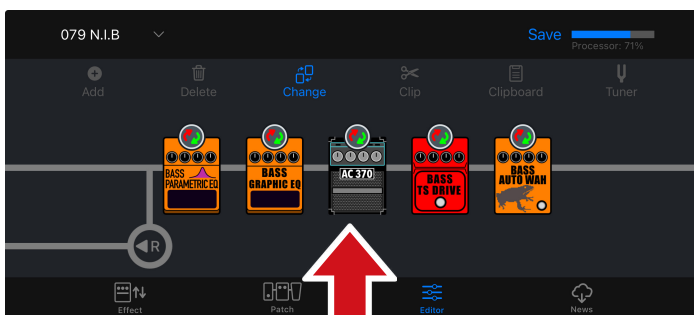 079 N.I.B
Save
Processor: 71%
Add
Delete
Change
Clip
Clipboard
Tuner
BASS
PARAMETRIC EQ
BASS
GRAPHIC EQ
AC 370
BASS
TS DRIVE
BASS
AUTO WAH
R
Effect
Patch
Editor
News